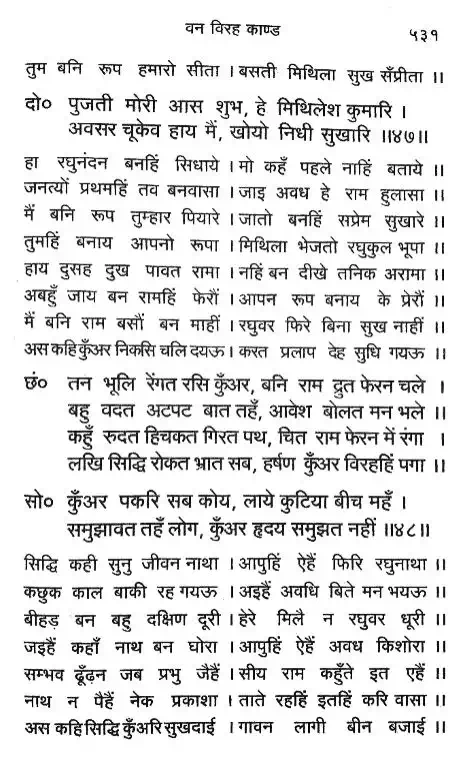 वन विरह काण्ड ५३१
तुम बनि रूप हमारो सीता । बसती मिथिला सुख सँप्रीता ॥
दो० पुजती मोरी आस शुभ, हे मिथिलेश कुमारि ।
अवसर चूकेव हाय मैं, खोयो निधी सुखारि ॥४७॥
हा रघुनंदन बनहिं सिधाये । मो कहँ पहले नाहिं बताये ॥
जनत्यों प्रथमहिं तव बनवासा । जाइ अवध हे राम हुलासा ॥
मैं बनि रूप तुम्हार पियारे । जातो बनहिं सप्रेम सुखारे ॥
तुमहिं बनाय आपनो रूपा । मिथिला भेजतो रघुकुल भूपा ॥
हाय दुसह दुख पावत रामा । नहिं बन दीखे तनिक अरामा ॥
अबहुँ जाय बन रामहिं फेरौं । आपन रूप बनाय के प्रेरौं ॥
मैं बनि राम बसौं बन माहीं । रघुवर फिरे बिना सुख नाहीं ॥
अस कहि कुँअर निकसि चलि दयऊ । करत प्रलाप देह सुधि गयऊ ॥
छं० तन भूलि रेंगत रसि कुँअर, बनि राम द्रुत फेरन चले ।
बहु वदत अटपट बात तहँ, आवेश बोलत मन भले ॥
कहुँ रुदत हिचकत गिरत पथ, चित राम फेरन में रंगा ।
लखि सिद्धि रोकत भ्रात सब, हर्षण कुँअर विरहहिं पगा ॥
सो० कुँअर पकरि सब कोय, लाये कुटिया बीच महँ ।
समुझावत तहँ लोग, कुँअर हृदय समुझत नहीं ॥४८॥
सिद्धि कही सुनु जीवन नाथा । आपुहिं ऐहैं फिरि रघुनाथा ॥
कछुक काल बाकी रह गयऊ । अइहैं अवधि बिते मन भयऊ ॥
बीहड़ बन बहु दक्षिण दूरी । हेरे मिलै न रघुवर धूरी ॥
जइहैं कहाँ नाथ बन घोरा । आपुहिं ऐहैं अवध किशोरा ॥
सम्भव ढूँढ़न जब प्रभु जैहैं । सीय राम कहुँते इत एहैं ॥
नाथ न पैहैं नेक प्रकाशा । ताते रहहिं इतहिं करि वासा ॥
अस कहि सिद्धि कुँअरि सुखदाई । गावन लागी बीन बजाई ॥